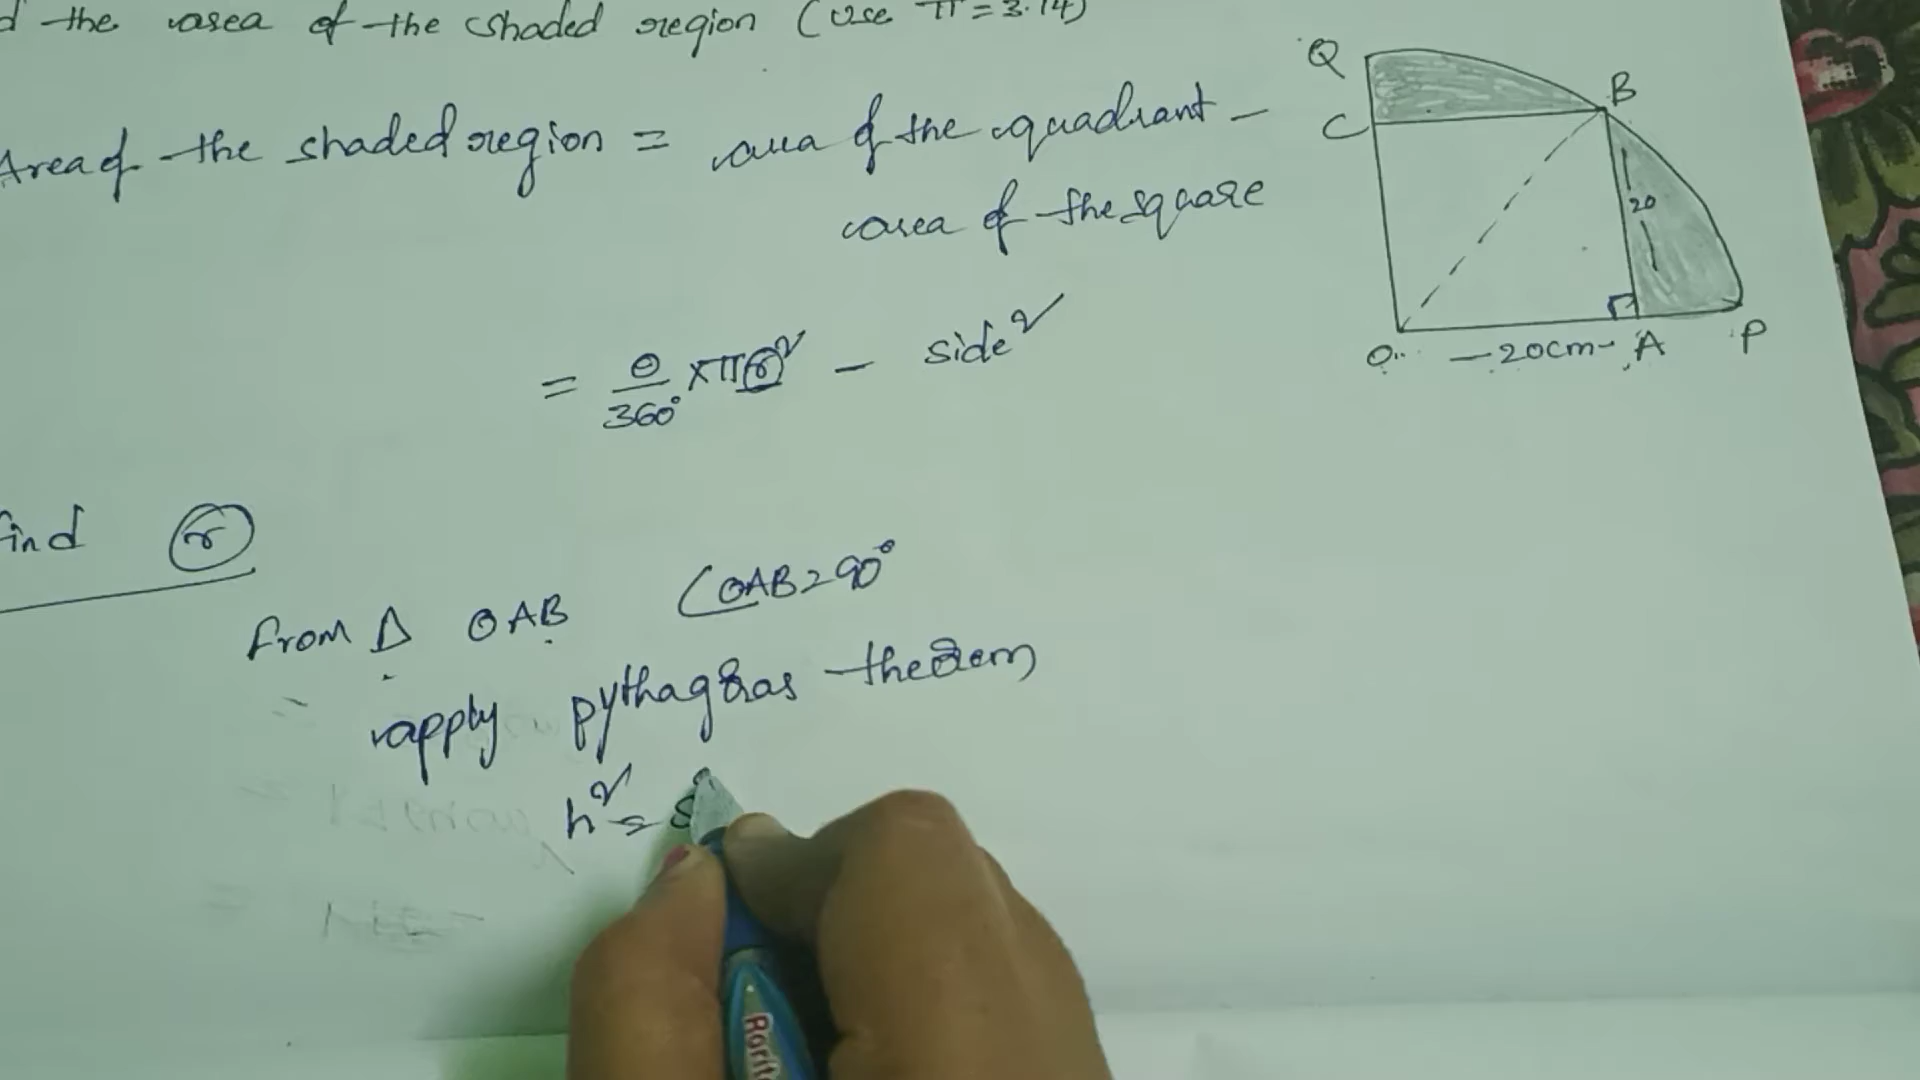 the area of the shaded region (use π = 3.14)
Area of the shaded region = area of the quadrant -
area of the square
= θ/360° × π r² - side²
Q
B
C
20
O
-20cm-
A
P
find r
From Δ OAB ∠OAB = 90°
apply pythagoras theorem
h² = s
Rorito